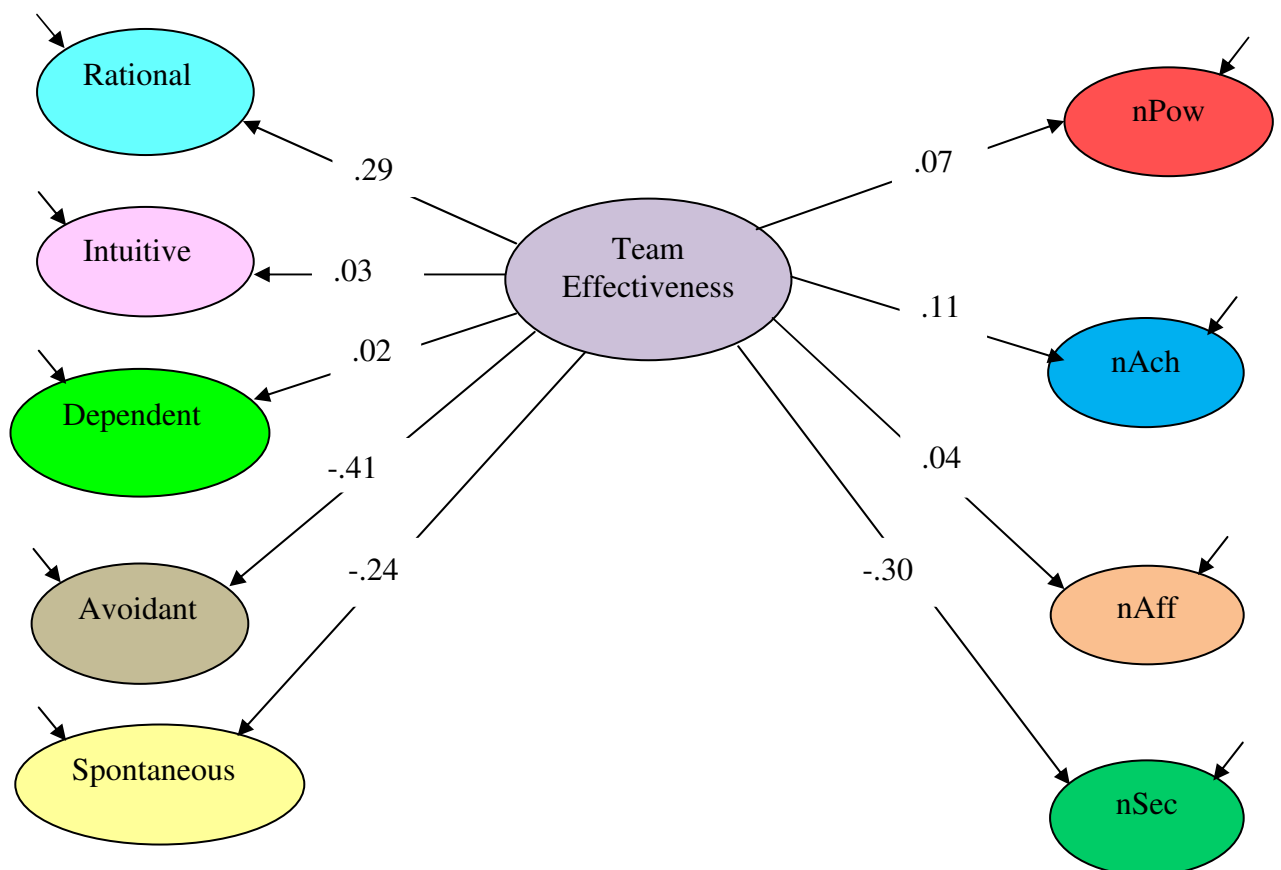 Rational
nPow
.29
.07
Intuitive
Team
Effectiveness
.03
.11
.02
nAch
Dependent
-.41
.04
-.24
-.30
Avoidant
nAff
Spontaneous
nSec